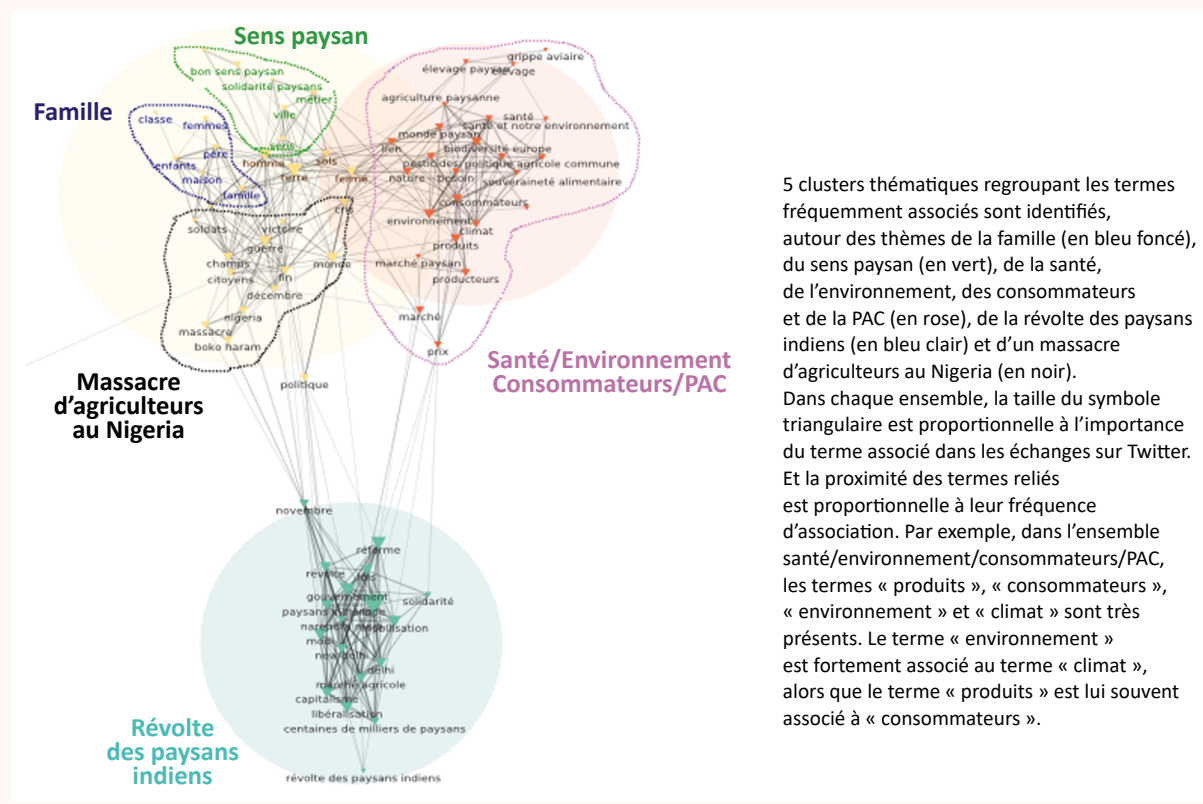 Sens paysan
grippe aviaire
élevage
bon sens paysan
solidarité paysans
métier
agriculture paysanne
Famille
classe
femmes
ville
santé
santé et notre environnement
sens
monde paysan
lien
biodiversité europe
père
enfants
homme
sols
pesticides
politique agricole commune
maison
terre
ferme
nature
besoin
souveraineté alimentaire
famille
consommateurs
cris
soldats
victoire
environnement
climat
guerre
produits
champs
monde
marché paysan
citoyens
fin
producteurs
décembre
nigeria
marché
massacre
boko haram
prix
Santé/Environnement
Consommateurs/PAC
Massacre
d’agriculteurs
au Nigeria
politique
novembre
réforme
révolte
lois
gouvernement
solidarité
modi
new delhi
delhi
marché agricole
capitalisme
libéralisation
centaines de milliers de paysans
Révolte
des paysans
indiens
révolte des paysans indiens
5 clusters thématiques regroupant les termes
fréquemment associés sont identifiés,
autour des thèmes de la famille (en bleu foncé),
du sens paysan (en vert), de la santé,
de l’environnement, des consommateurs
et de la PAC (en rose), de la révolte des paysans
indiens (en bleu clair) et d’un massacre
d’agriculteurs au Nigeria (en noir).
Dans chaque ensemble, la taille du symbole
triangulaire est proportionnelle à l’importance
du terme associé dans les échanges sur Twitter.
Et la proximité des termes reliés
est proportionnelle à leur fréquence
d’association. Par exemple, dans l’ensemble
santé/environnement/consommateurs/PAC,
les termes « produits », « consommateurs »,
« environnement » et « climat » sont très
présents. Le terme « environnement »
est fortement associé au terme « climat »,
alors que le terme « produits » est lui souvent
associé à « consommateurs ».